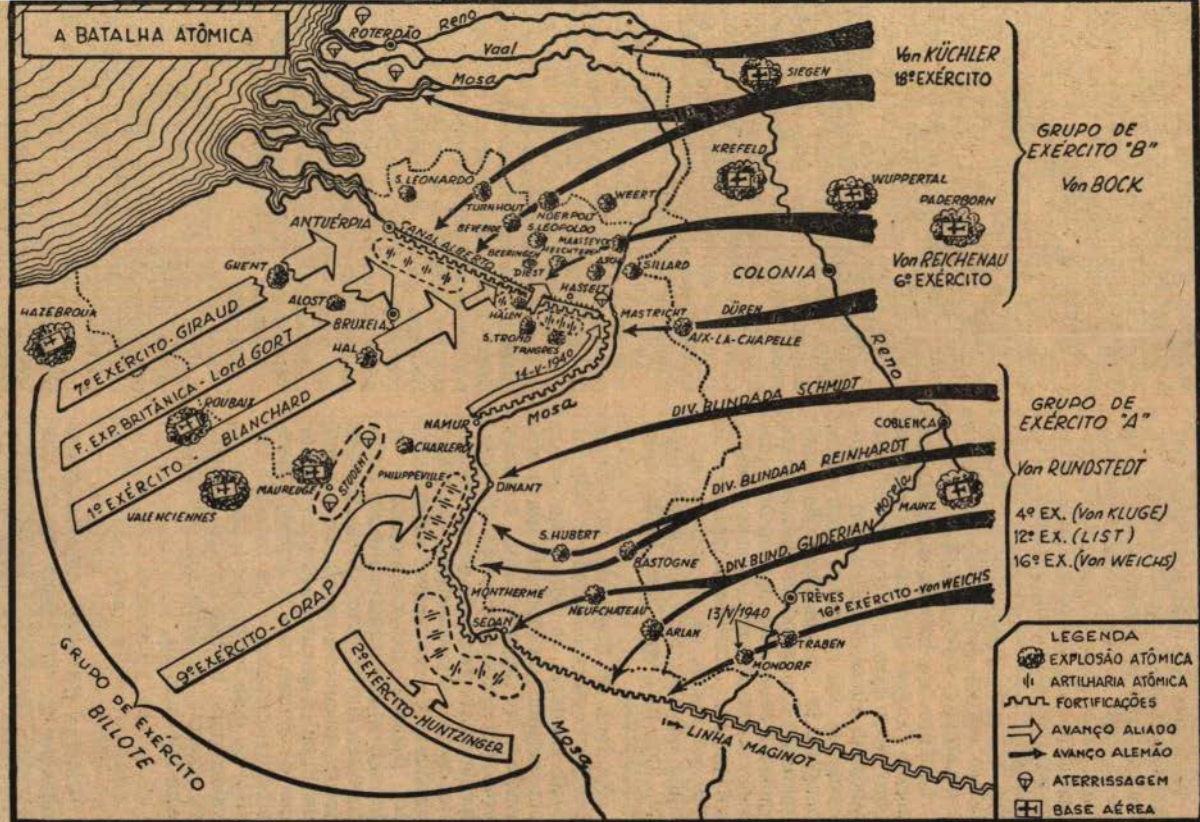 A BATALHA ATÔMICA
ROTERDÃO
Reno
Vaal
Mosa
SIEGEN
Von KÜCHLER
18º EXÉRCITO
GRUPO DE
EXÉRCITO "B"
Von BOCK
KREFELD
WUPPERTAL
PADERBORN
Von REICHENAU
6º EXÉRCITO
S. LEONARDO
TURNHOUT
WEERT
NOERPOLT
BEVERIDE
S. LEOPOLDO
ANTUÉRPIA
CANAL ALBERTO
BEERINGEN
DIEST
ASCH
SILLARD
COLONIA
GHENT
ALOST
BRUXELA
HAL
HALEN
HASSELT
S. TROND
TANGRES
MASTRICHT
DÜREN
AIX-LA-CHAPELLE
Reno
HAZEBROUK
7º EXÉRCITO-GIRAUD
F. EXP. BRITÂNICA - Lord GORT
1º EXÉRCITO - BLANCHARD
ROUBAIX
14-V-1940
Mosa
NAMUR
DIV. BLINDADA SCHMIDT
COBLENÇA
GRUPO DE
EXÉRCITO "A"
Von RUNDSTEDT
4º EX. (Von KLUGE)
12º EX. (LIST)
16º EX. (Von WEICHS)
CHARLEROI
STUDENT
MAUREUGE
PHILIPPEVILLE
VALENCIENNES
DINANT
DIV. BLINDADA REINHARDT
Mosela
MAINZ
S. HUBERT
BASTOGNE
DIV. BLIND. GUDERIAN
MONTHERMÉ
NEUFCHATEAU
TRÈVES
16º EXÉRCITO-Von WEICHS
13/V/1940
SEDAN
ARLAN
TRABEN
MONDORF
9º EXÉRCITO-CORAP
2º EXÉRCITO-HUNTZINGER
GRUPO DE EXÉRCITO
BILLOTE
Mosa
LINHA MAGINOT
LEGENDA
EXPLOSÃO ATÔMICA
ARTILHARIA ATÔMICA
FORTIFICAÇÕES
AVANÇO ALIADO
AVANÇO ALEMÃO
ATERRISSAGEM
BASE AÉREA